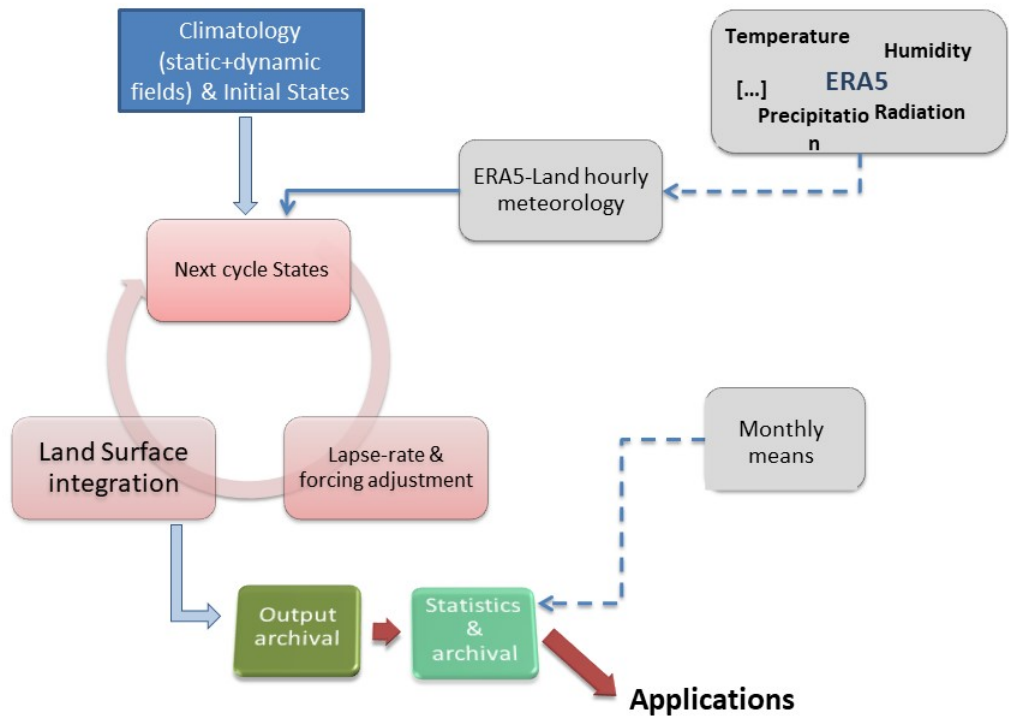 Climatology
(static+dynamic
fields) & Initial States
Temperature
Humidity
ERA5
[...]
Precipitatio
n
Radiation
ERA5-Land hourly
meteorology
Next cycle States
Land Surface
integration
Lapse-rate &
forcing adjustment
Monthly
means
Output
archival
Statistics
&
archival
Applications